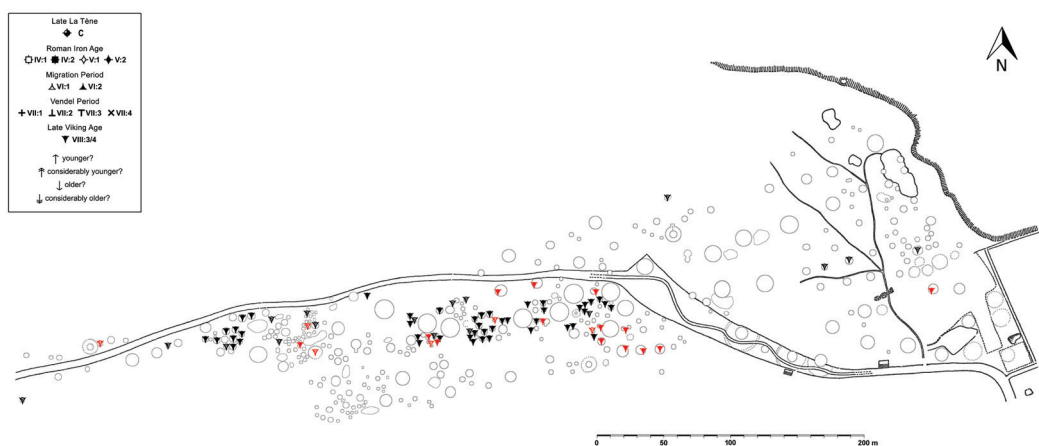 Late La Tène
C
Roman Iron Age
IV:1 IV:2 V:1 V:2
Migration Period
VI:1 VI:2
Vendel Period
VII:1 VII:2 VII:3 VII:4
Late Viking Age
VIII:3/4
younger?
considerably younger?
older?
considerably older?
N
0 50 100 200 m